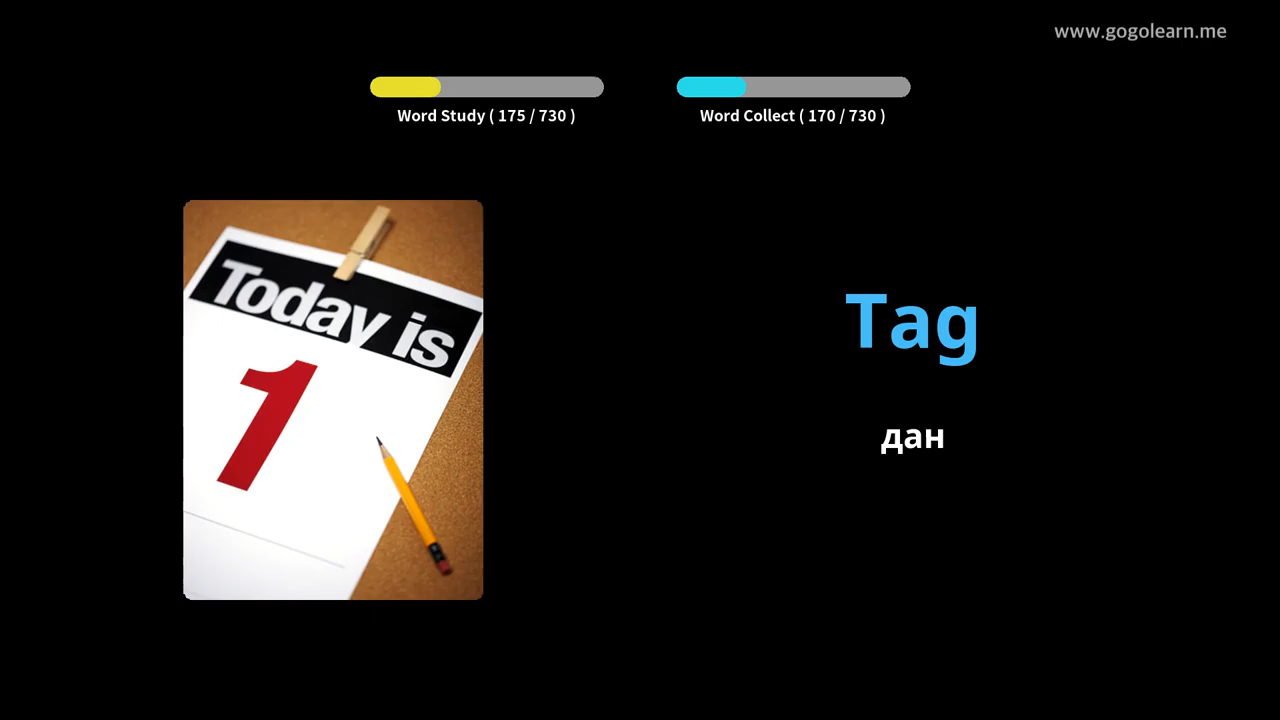 www.gogolearn.me
Word Study ( 175 / 730 )
Word Collect ( 170 / 730 )
Today is
1
Tag
дан